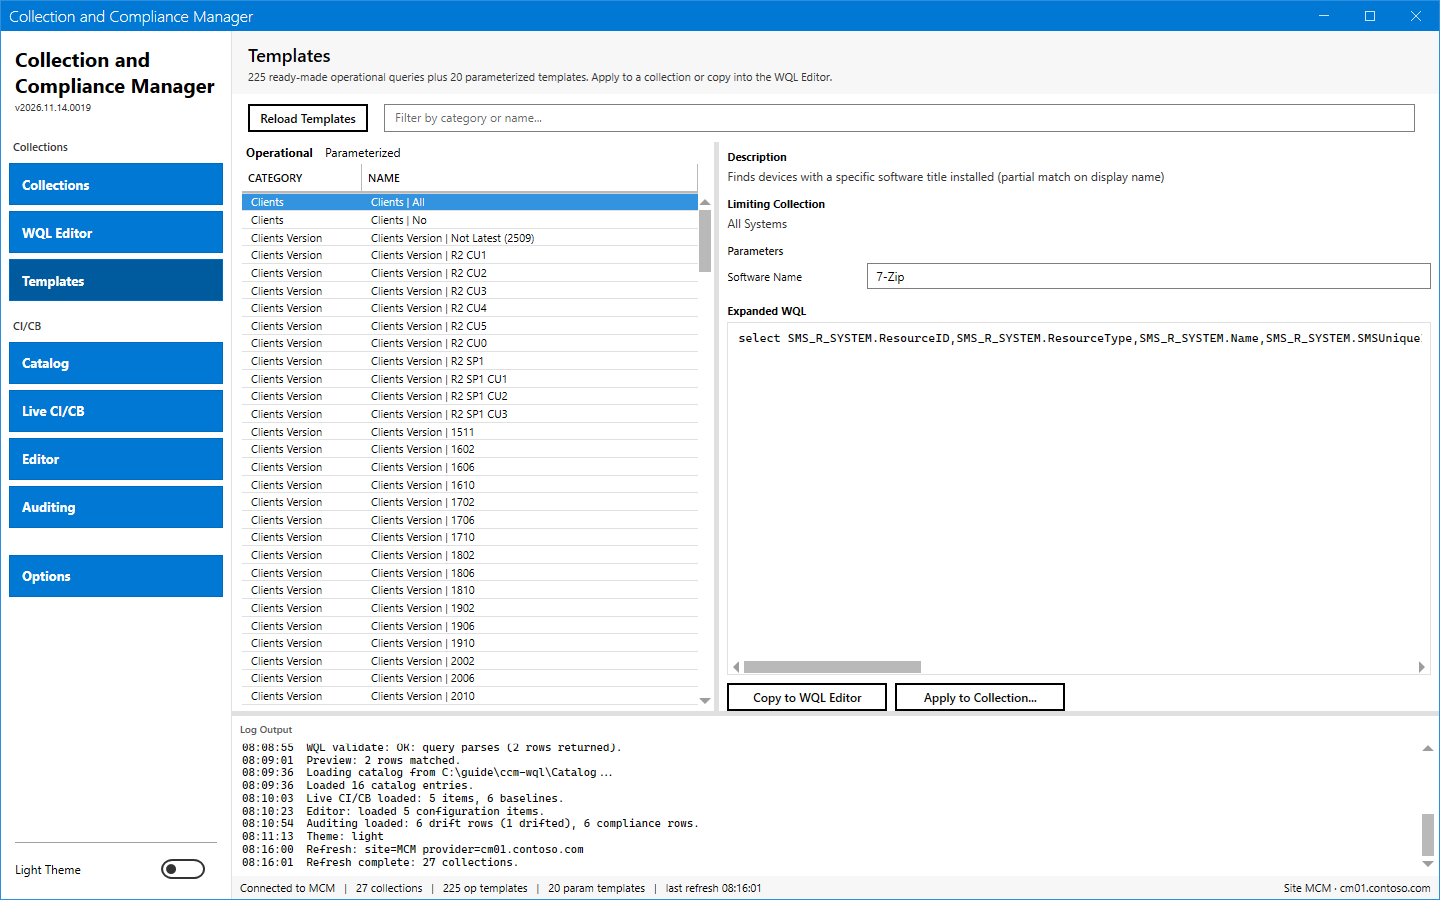 Collection and Compliance Manager
Collection and
Compliance Manager
v2026.11.14.0019
Collections
Collections
WQL Editor
Templates
CI/CB
Catalog
Live CI/CB
Editor
Auditing
Options
Light Theme
Templates
225 ready-made operational queries plus 20 parameterized templates. Apply to a collection or copy into the WQL Editor.
Reload Templates
Filter by category or name...
Operational Parameterized
CATEGORY NAME
Clients Clients | All
Clients Clients | No
Clients Version Clients Version | Not Latest (2509)
Clients Version Clients Version | R2 CU1
Clients Version Clients Version | R2 CU2
Clients Version Clients Version | R2 CU3
Clients Version Clients Version | R2 CU4
Clients Version Clients Version | R2 CU5
Clients Version Clients Version | R2 CU0
Clients Version Clients Version | R2 SP1
Clients Version Clients Version | R2 SP1 CU1
Clients Version Clients Version | R2 SP1 CU2
Clients Version Clients Version | R2 SP1 CU3
Clients Version Clients Version | 1511
Clients Version Clients Version | 1602
Clients Version Clients Version | 1606
Clients Version Clients Version | 1610
Clients Version Clients Version | 1702
Clients Version Clients Version | 1706
Clients Version Clients Version | 1710
Clients Version Clients Version | 1802
Clients Version Clients Version | 1806
Clients Version Clients Version | 1810
Clients Version Clients Version | 1902
Clients Version Clients Version | 1906
Clients Version Clients Version | 1910
Clients Version Clients Version | 2002
Clients Version Clients Version | 2006
Clients Version Clients Version | 2010
Description
Finds devices with a specific software title installed (partial match on display name)
Limiting Collection
All Systems
Parameters
Software Name 7-Zip
Expanded WQL
select SMS_R_SYSTEM.ResourceID,SMS_R_SYSTEM.ResourceType,SMS_R_SYSTEM.Name,SMS_R_SYSTEM.SMSUnique
Copy to WQL Editor Apply to Collection...
Log Output
08:08:55 WQL validate: OK: query parses (2 rows returned).
08:09:01 Preview: 2 rows matched.
08:09:36 Loading catalog from C:\guide\ccm-wql\Catalog...
08:09:36 Loaded 16 catalog entries.
08:10:03 Live CI/CB loaded: 5 items, 6 baselines.
08:10:23 Editor: loaded 5 configuration items.
08:10:54 Auditing loaded: 6 drift rows (1 drifted), 6 compliance rows.
08:11:13 Theme: light
08:16:00 Refresh: site=MCM provider=cm01.contoso.com
08:16:01 Refresh complete: 27 collections.
Connected to MCM | 27 collections | 225 op templates | 20 param templates | last refresh 08:16:01 Site MCM · cm01.contoso.com